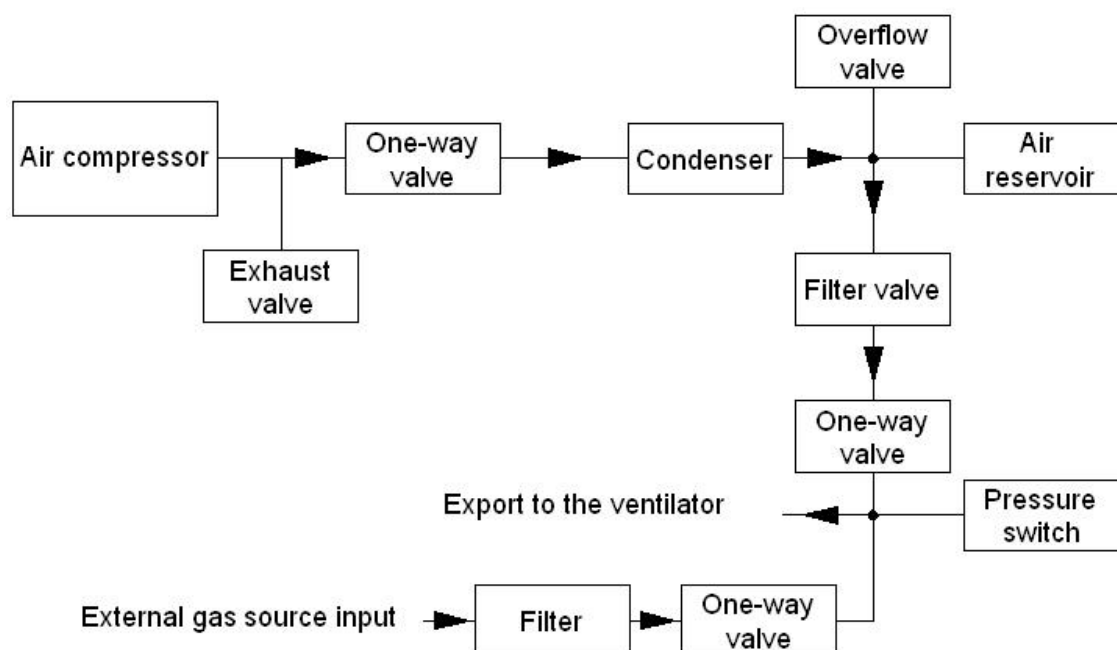 Overflow
valve
Air compressor
One-way
valve
Condenser
Air
reservoir
Exhaust
valve
Filter valve
One-way
valve
Export to the ventilator
Pressure
switch
External gas source input
Filter
One-way
valve